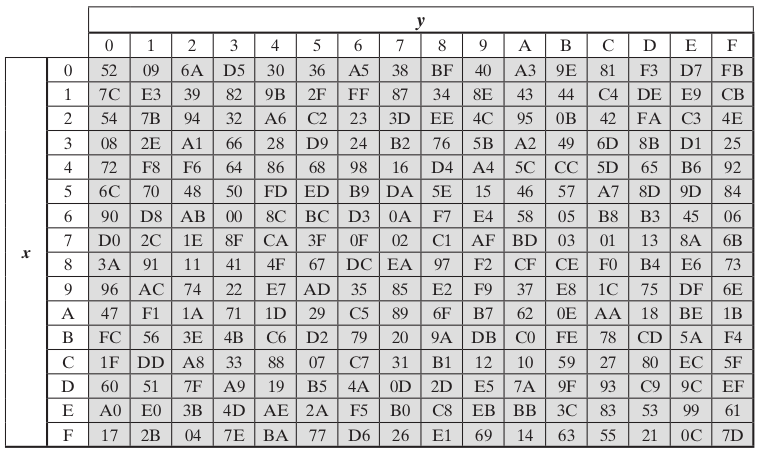 y
0 1 2 3 4 5 6 7 8 9 A B C D E F
0 52 09 6A D5 30 36 A5 38 BF 40 A3 9E 81 F3 D7 FB
1 7C E3 39 82 9B 2F FF 87 34 8E 43 44 C4 DE E9 CB
2 54 7B 94 32 A6 C2 23 3D EE 4C 95 0B 42 FA C3 4E
3 08 2E A1 66 28 D9 24 B2 76 5B A2 49 6D 8B D1 25
4 72 F8 F6 64 86 68 98 16 D4 A4 5C CC 5D 65 B6 92
5 6C 70 48 50 FD ED B9 DA 5E 15 46 57 A7 8D 9D 84
6 90 D8 AB 00 8C BC D3 0A F7 E4 58 05 B8 B3 45 06
x
7 D0 2C 1E 8F CA 3F 0F 02 C1 AF BD 03 01 13 8A 6B
8 3A 91 11 41 4F 67 DC EA 97 F2 CF CE F0 B4 E6 73
9 96 AC 74 22 E7 AD 35 85 E2 F9 37 E8 1C 75 DF 6E
A 47 F1 1A 71 1D 29 C5 89 6F B7 62 0E AA 18 BE 1B
B FC 56 3E 4B C6 D2 79 20 9A DB C0 FE 78 CD 5A F4
C 1F DD A8 33 88 07 C7 31 B1 12 10 59 27 80 EC 5F
D 60 51 7F A9 19 B5 4A 0D 2D E5 7A 9F 93 C9 9C EF
E A0 E0 3B 4D AE 2A F5 B0 C8 EB BB 3C 83 53 99 61
F 17 2B 04 7E BA 77 D6 26 E1 69 14 63 55 21 0C 7D